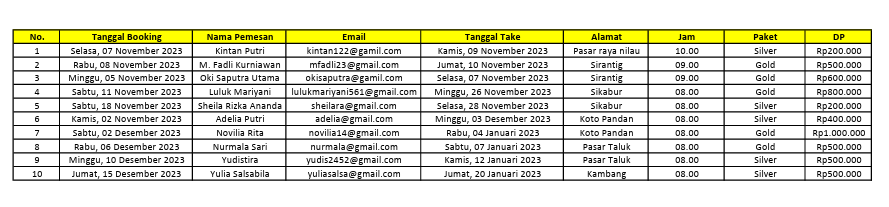 No. Tanggal Booking Nama Pemesan Email Tanggal Take Alamat Jam Paket DP
1 Selasa, 07 November 2023 Kintan Putri kintan122@gamil.com Kamis, 09 November 2023 Pasar raya nilau 10.00 Silver Rp200.000
2 Rabu, 08 November 2023 M. Fadli Kurniawan mfadli23@gmail.com Jumat, 10 November 2023 Sirantig 09.00 Gold Rp500.000
3 Minggu, 05 November 2023 Oki Saputra Utama okisaputra@gamil.com Selasa, 07 November 2023 Sirantig 09.00 Gold Rp600.000
4 Sabtu, 11 November 2023 Luluk Mariyani lulukmariyani561@gmail.com Minggu, 26 November 2023 Sikabur 08.00 Gold Rp800.000
5 Sabtu, 18 November 2023 Sheila Rizka Ananda sheilara@gmail.com Selasa, 28 November 2023 Sikabur 08.00 Silver Rp200.000
6 Kamis, 02 November 2023 Adelia Putri adelia@gmail.com Minggu, 03 Desember 2023 Koto Pandan 08.00 Silver Rp400.000
7 Sabtu, 02 Desember 2023 Novilia Rita novilia14@gmail.com Rabu, 04 Januari 2023 Koto Pandan 08.00 Gold Rp1.000.000
8 Rabu, 06 Desember 2023 Nurmala Sari nurmala@gmail.com Sabtu, 07 Januari 2023 Pasar Taluk 08.00 Gold Rp500.000
9 Minggu, 10 Desember 2023 Yudistira yudis2452@gmail.com Kamis, 12 Januari 2023 Pasar Taluk 08.00 Silver Rp500.000
10 Jumat, 15 Desember 2023 Yulia Salsabila yuliasalsa@gmail.com Jumat, 20 Januari 2023 Kambang 08.00 Silver Rp500.000